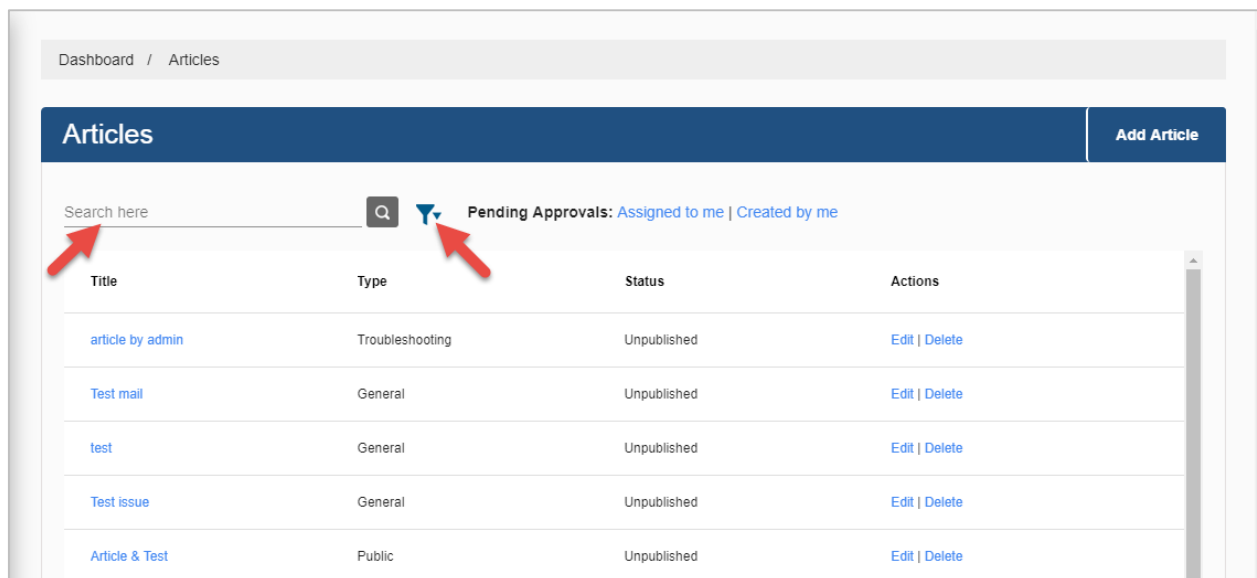 Dashboard / Articles
Articles Add Article
Search here Pending Approvals: Assigned to me | Created by me
Title Type Status Actions
article by admin Troubleshooting Unpublished Edit | Delete
Test mail General Unpublished Edit | Delete
test General Unpublished Edit | Delete
Test issue General Unpublished Edit | Delete
Article & Test Public Unpublished Edit | Delete